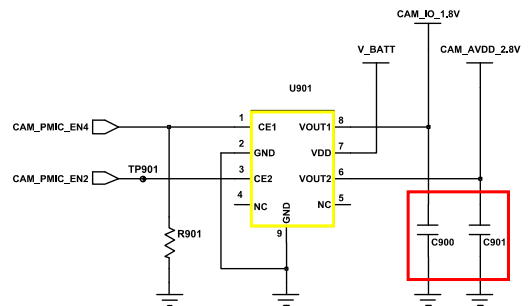 CAM_IO_1.8V
V_BATT
CAM_AVDD_2.8V
U901
CAM_PMIC_EN4
1
CE1
VOUT1
8
2
GND
VDD
7
CAM_PMIC_EN2
TP901
3
CE2
VOUT2
6
4
NC
GND
NC
5
9
R901
C900
C901